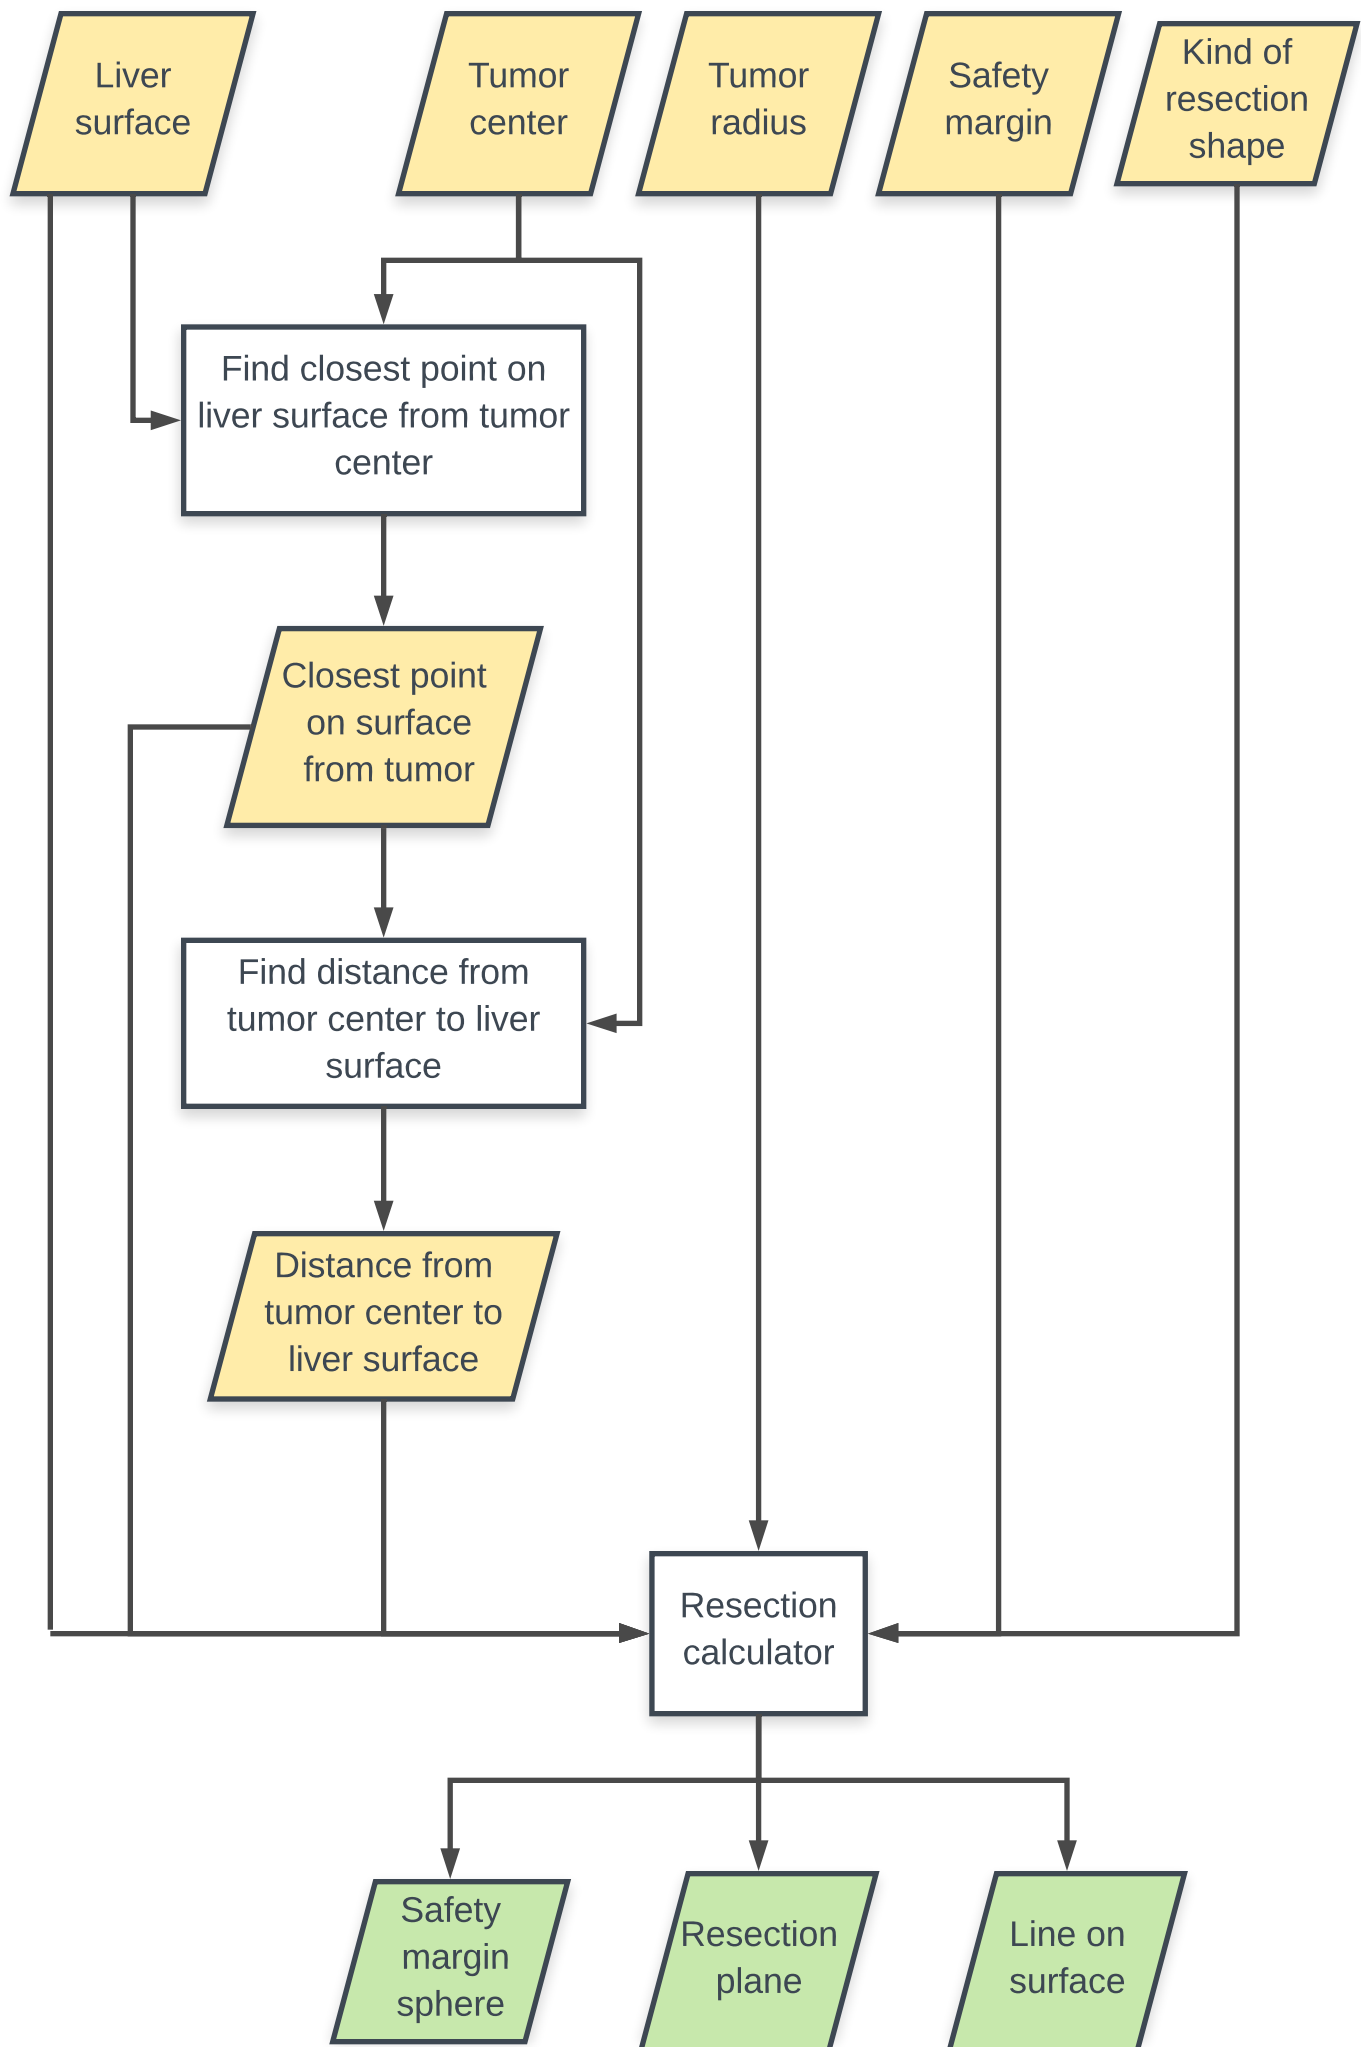 Liver
surface
Tumor
center
Tumor
radius
Safety
margin
Kind of
resection
shape
Find closest point on
liver surface from tumor
center
Closest point
on surface
from tumor
Find distance from
tumor center to liver
surface
Distance from
tumor center to
liver surface
Resection
calculator
Safety
margin
sphere
Resection
plane
Line on
surface